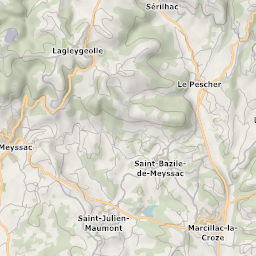 Sérilhac
Lagleygeolle
Le Pescher
Meyssac
Saint-Bazile-
de-Meyssac
Saint-Julien-
Maumont
Marcillac-la-
Croze